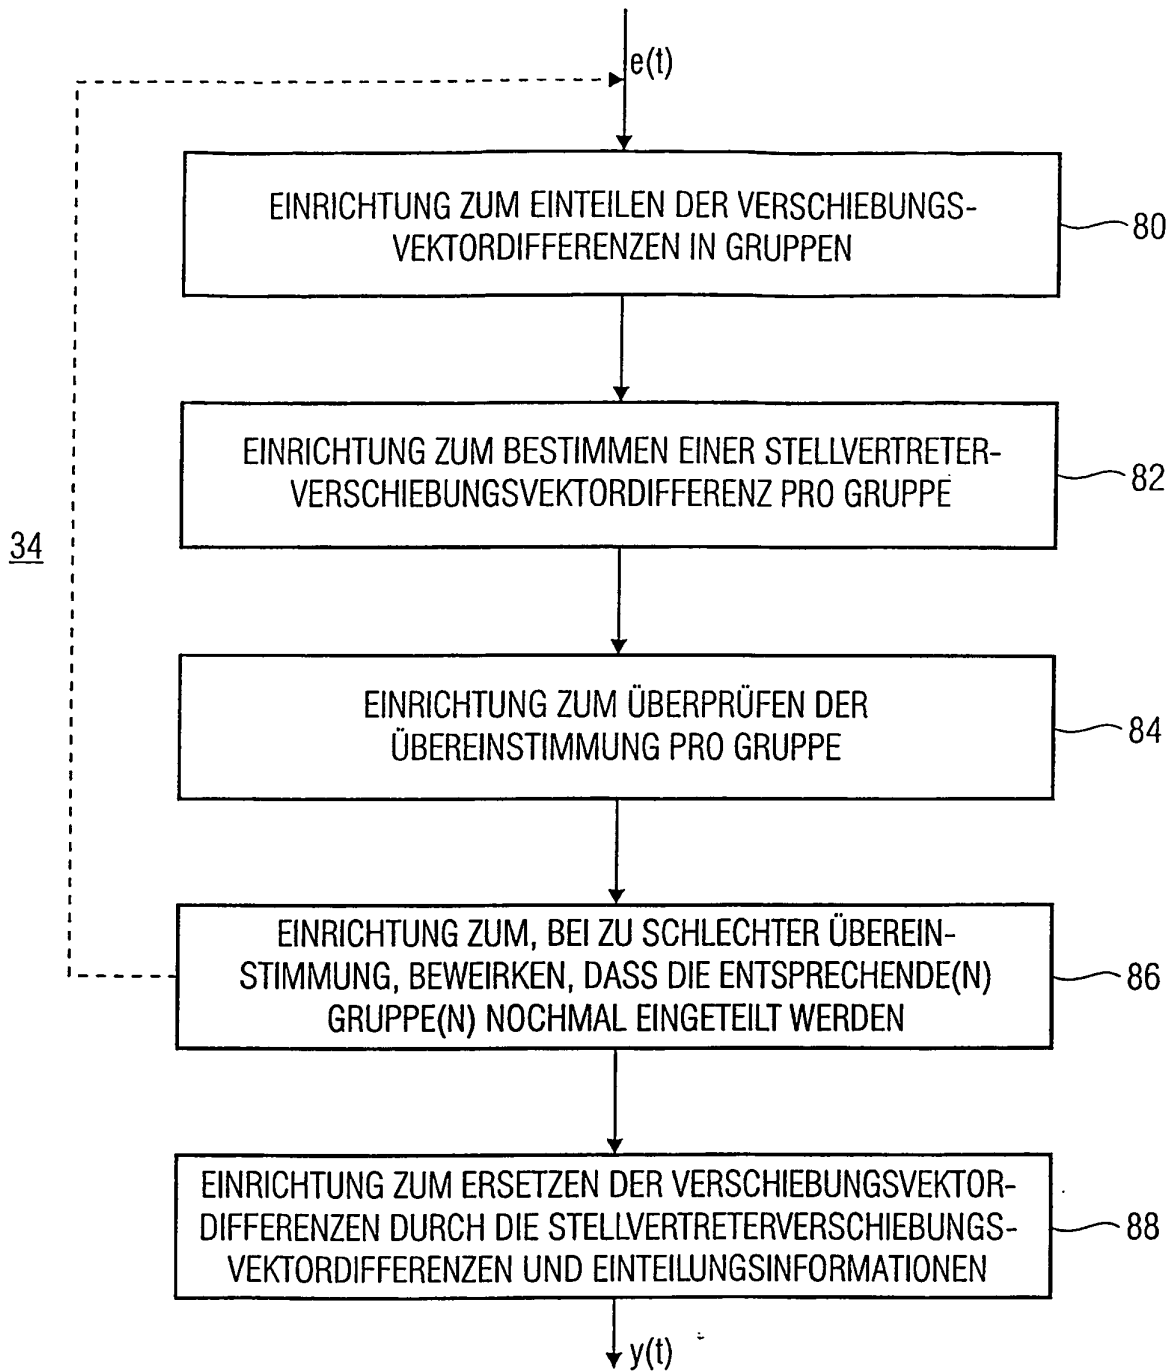 e(t)
EINRICHTUNG ZUM EINTEILEN DER VERSCHIEBUNGS-
VEKTORDIFFERENZEN IN GRUPPEN
80
EINRICHTUNG ZUM BESTIMMEN EINER STELLVERTRETER-
VERSCHIEBUNGSVEKTORDIFFERENZ PRO GRUPPE
82
34
EINRICHTUNG ZUM ÜBERPRÜFEN DER
ÜBEREINSTIMMUNG PRO GRUPPE
84
EINRICHTUNG ZUM, BEI ZU SCHLECHTER ÜBEREIN-
STIMMUNG, BEWEIRKEN, DASS DIE ENTSPRECHENDE(N)
GRUPPE(N) NOCHMAL EINGETEILT WERDEN
86
EINRICHTUNG ZUM ERSETZEN DER VERSCHIEBUNGSVEKTOR-
DIFFERENZEN DURCH DIE STELLVERTRETERVERSCHIEBUNGS-
VEKTORDIFFERENZEN UND EINTEILUNGSINFORMATIONEN
88
y(t)